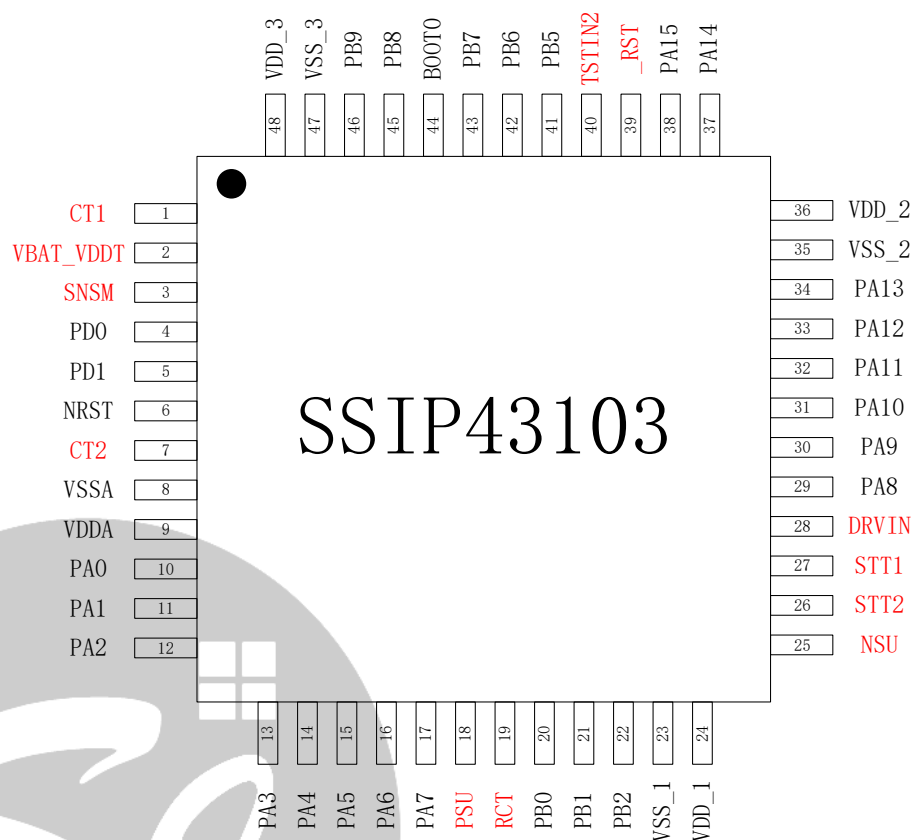 VDD_3 VSS_3 PB9 PB8 BOOT0 PB7 PB6 PB5 TSTIN2 _RST PA15 PA14
48 47 46 45 44 43 42 41 40 39 38 37
CT1 1
VBAT_VDDT 2
SNSM 3
PD0 4
PD1 5
NRST 6
CT2 7
VSSA 8
VDDA 9
PA0 10
PA1 11
PA2 12
SSIP43103
36 VDD_2
35 VSS_2
34 PA13
33 PA12
32 PA11
31 PA10
30 PA9
29 PA8
28 DRVIN
27 STT1
26 STT2
25 NSU
13 14 15 16 17 18 19 20 21 22 23 24
PA3 PA4 PA5 PA6 PA7 PSU RCT PB0 PB1 PB2 VSS_1 VDD_1